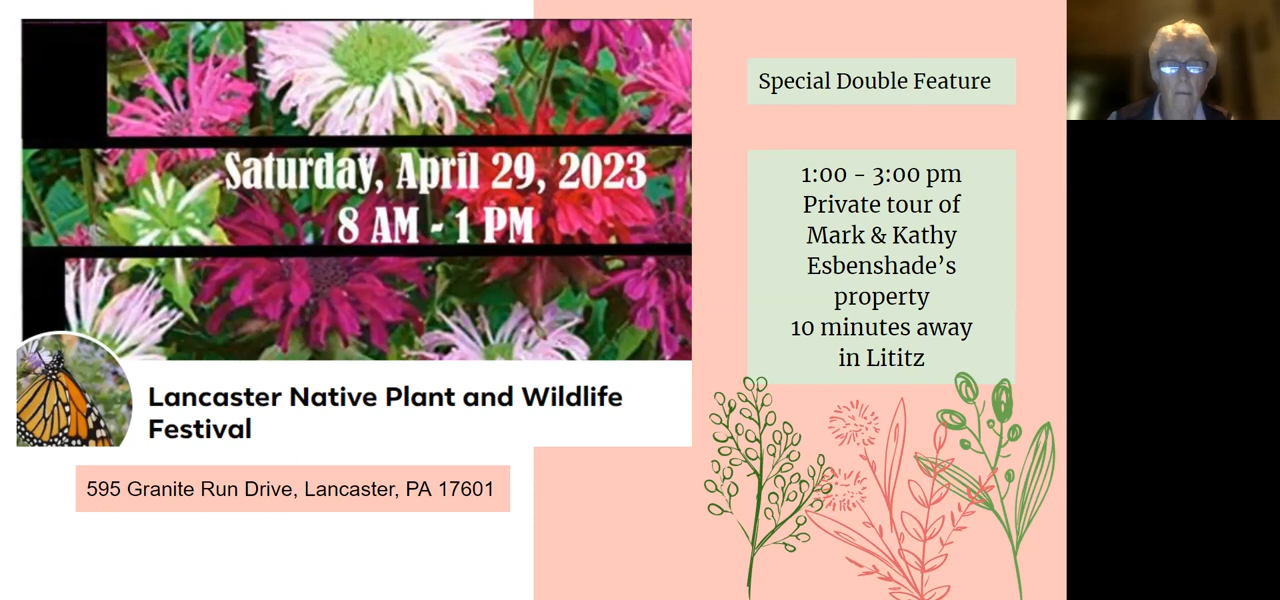 Saturday, April 29, 2023
8 AM - 1 PM
Lancaster Native Plant and Wildlife
Festival
595 Granite Run Drive, Lancaster, PA 17601
Special Double Feature
1:00 - 3:00 pm
Private tour of
Mark & Kathy
Esbenshade’s
property
10 minutes away
in Lititz